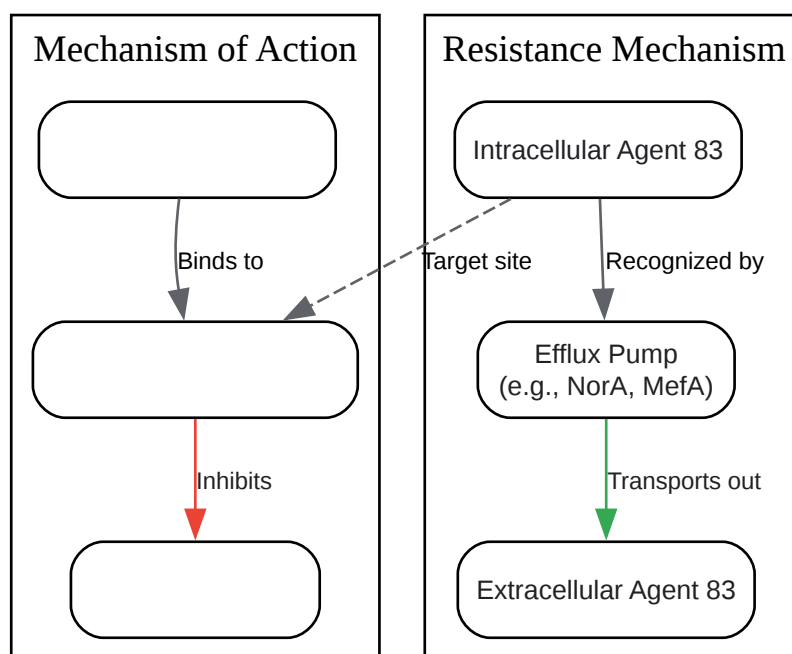 Mechanism of Action
Resistance Mechanism
Intracellular Agent 83
Binds to
Target site
Recognized by
Efflux Pump
(e.g., NorA, MefA)
Inhibits
Transports out
Extracellular Agent 83